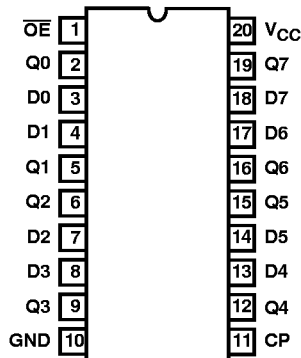 OE 1 20 VCC
Q0 2 19 Q7
D0 3 18 D7
D1 4 17 D6
Q1 5 16 Q6
Q2 6 15 Q5
D2 7 14 D5
D3 8 13 D4
Q3 9 12 Q4
GND 10 11 CP